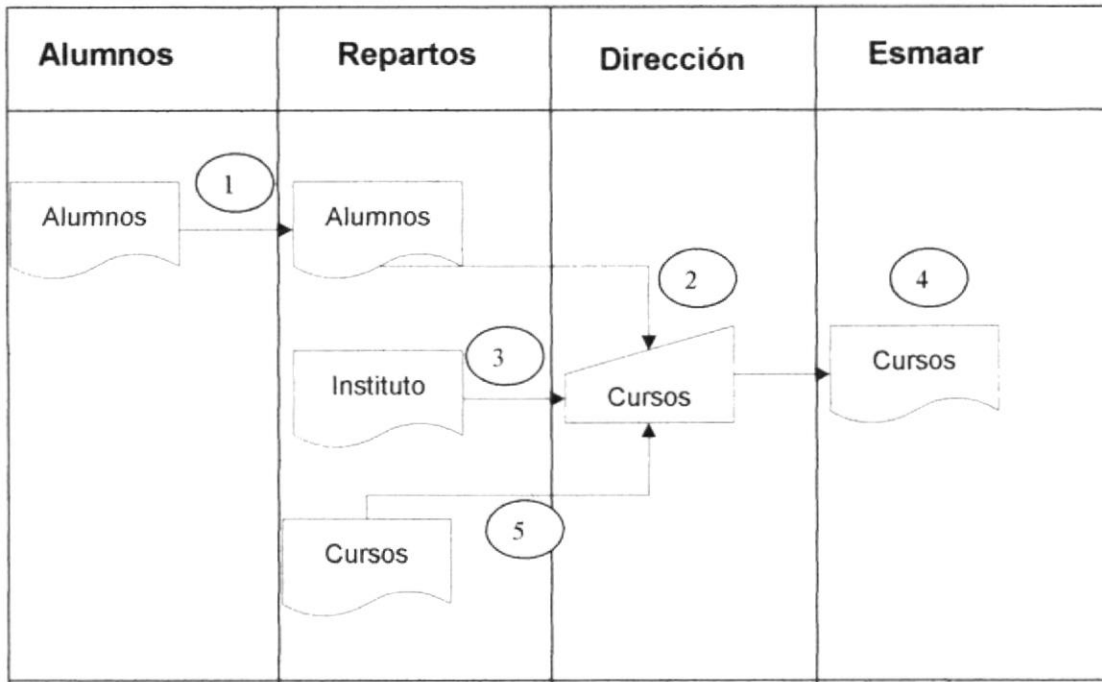 Alumnos
Repartos
Dirección
Esmaar
1
Alumnos
Alumnos
2
4
3
Instituto
Cursos
Cursos
5
Cursos